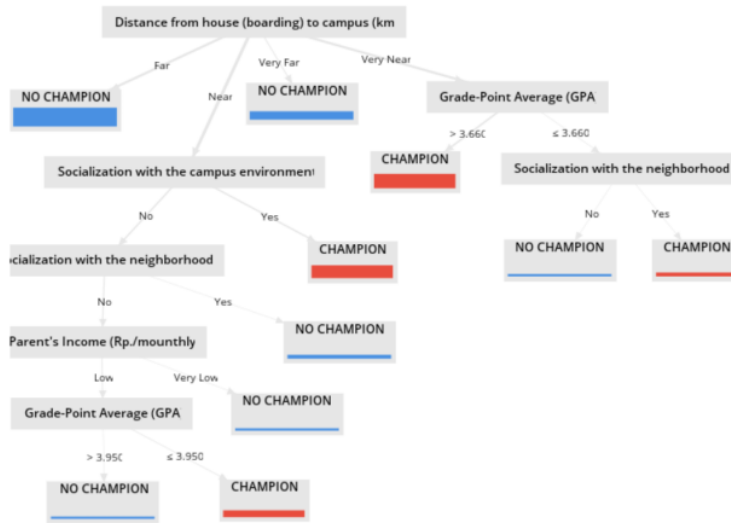 Distance from house (boarding) to campus (km
Far
Near
Very Far
Very Near
NO CHAMPION
NO CHAMPION
Grade-Point Average (GPA
> 3.660
≤ 3.660
CHAMPION
Socialization with the campus environment
Socialization with the neighborhood
No
Yes
No
Yes
CHAMPION
NO CHAMPION
CHAMPION
ocialization with the neighborhood
No
Yes
NO CHAMPION
Parent's Income (Rp./mounthly
Low
Very Low
NO CHAMPION
Grade-Point Average (GPA
> 3.950
≤ 3.950
NO CHAMPION
CHAMPION